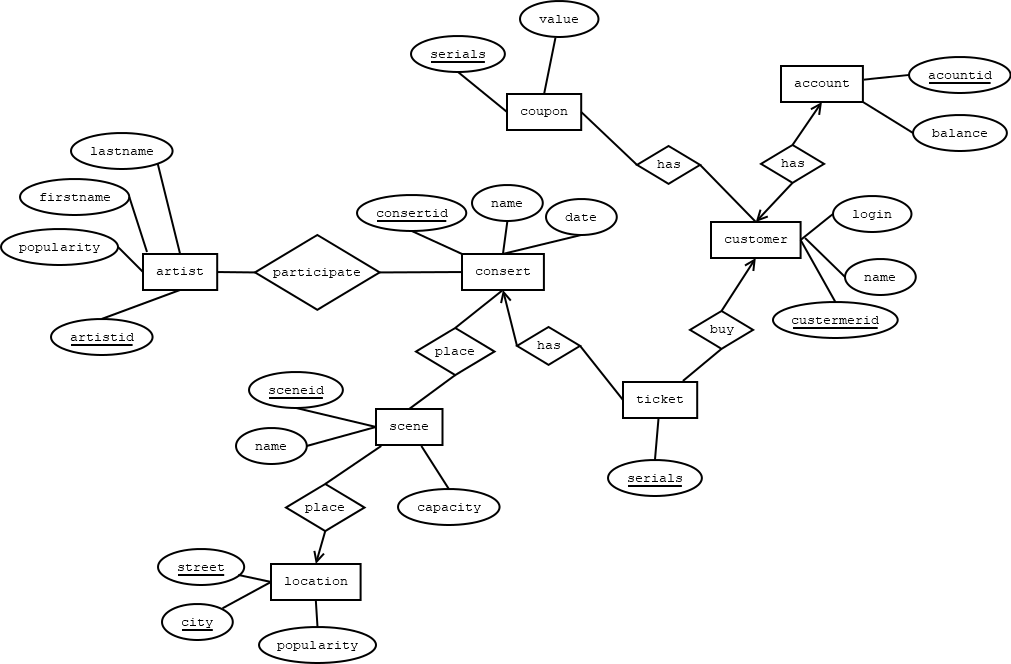 value
serials
account
acountid
coupon
balance
lastname
has
has
firstname
consertid
name
date
login
popularity
customer
artist
participate
consert
name
custermerid
artistid
place
has
buy
sceneid
ticket
scene
name
serials
place
capacity
street
location
city
popularity